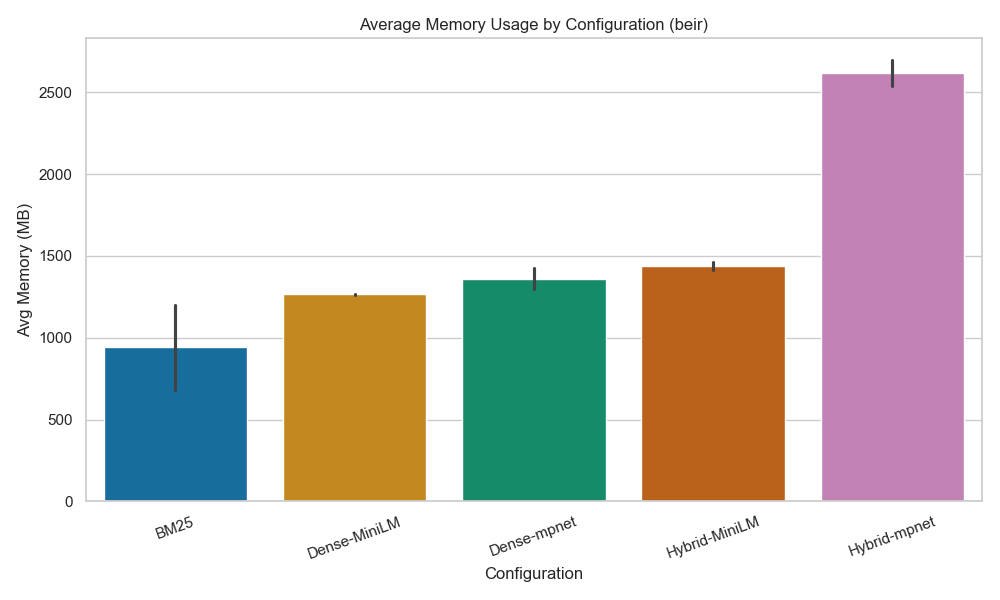 Average Memory Usage by Configuration (beir)
Avg Memory (MB)
2500
2000
1500
1000
500
0
BM25
Dense-MiniLM
Dense-mpnet
Hybrid-MiniLM
Hybrid-mpnet
Configuration